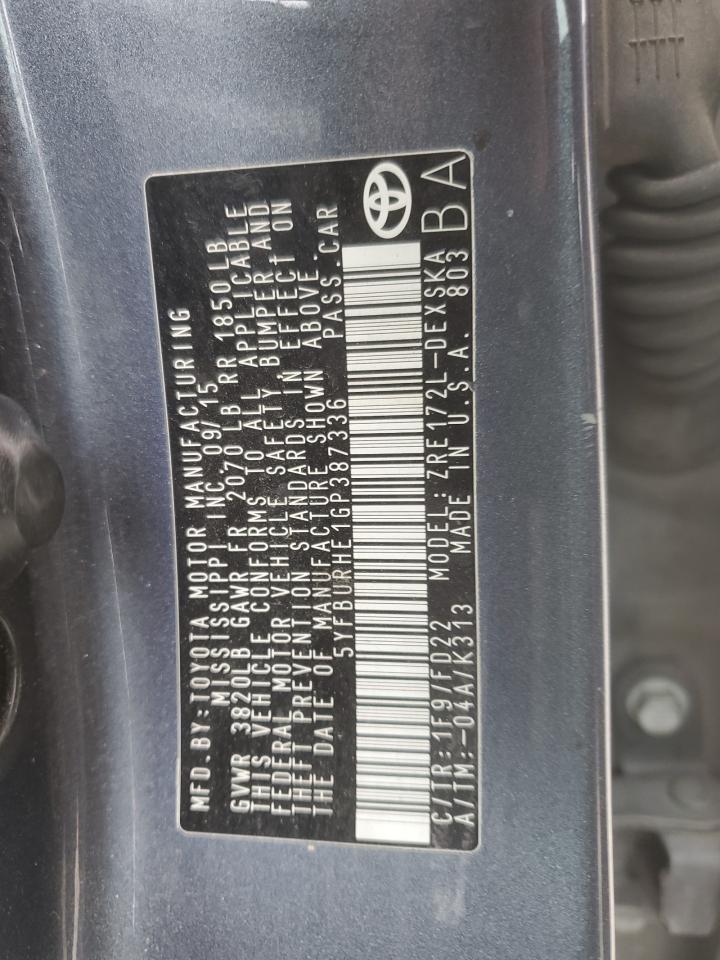 MFD.BY:TOYOTA MOTOR MANUFACTURING
MISSISSIPPI INC. 09/15
GVWR 3820LB GAWR FR 2070 LB RR 1850LB
THIS VEHICLE CONFORMS TO ALL APPLICABLE
FEDERAL MOTOR VEHICLE SAFETY BUMPER AND
THEFT PREVENTION STANDARDS IN EFFECT ON
THE DATE OF MANUFACTURE SHOWN ABOVE.
5YFBURHE1GP387336 PASS.CAR
C/TR:1F9/FD22 MODEL:ZRE172L-DEXSKA
A/TM:-04A/K313 MADE IN U.S.A. 803
BA